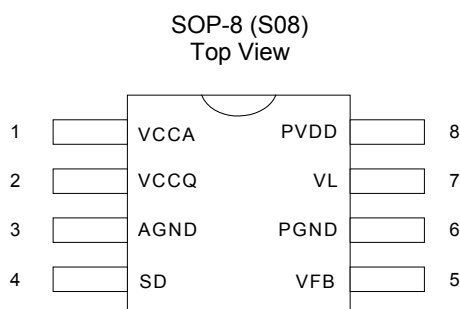 SOP-8 (S08)
Top View
1 VCCA PVDD 8
2 VCCQ VL 7
3 AGND PGND 6
4 SD VFB 5